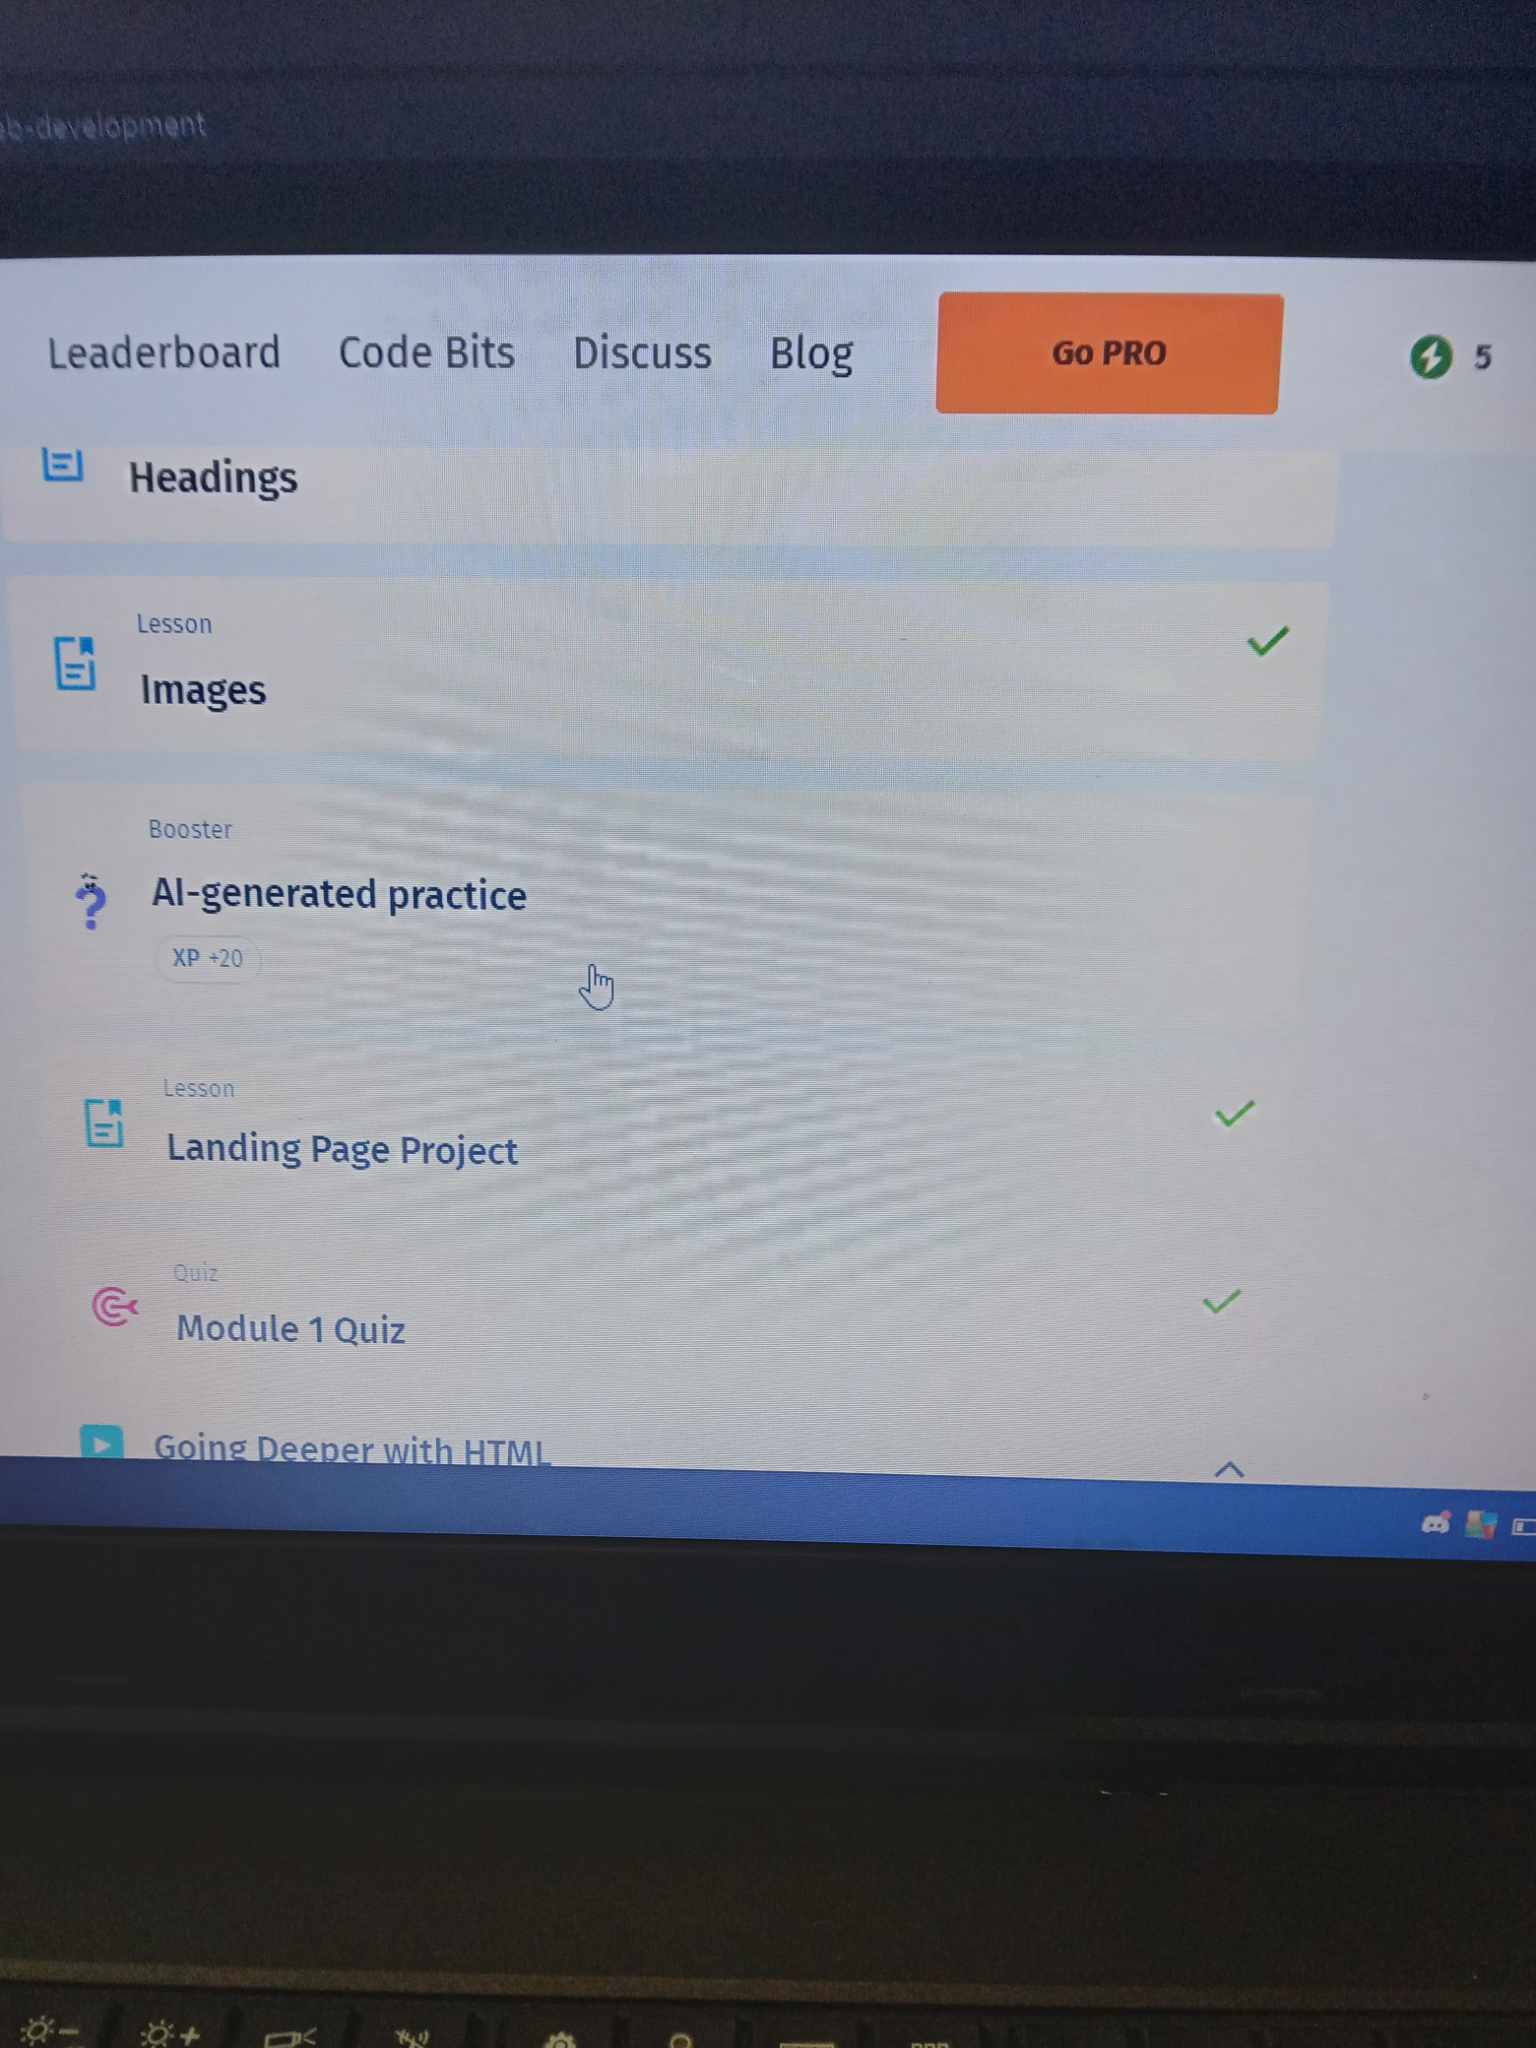 eb-development
Leaderboard Code Bits Discuss Blog Go PRO 5
Headings
Lesson
Images
Booster
AI-generated practice
XP +20
Lesson
Landing Page Project
Quiz
Module 1 Quiz
Going Deeper with HTML